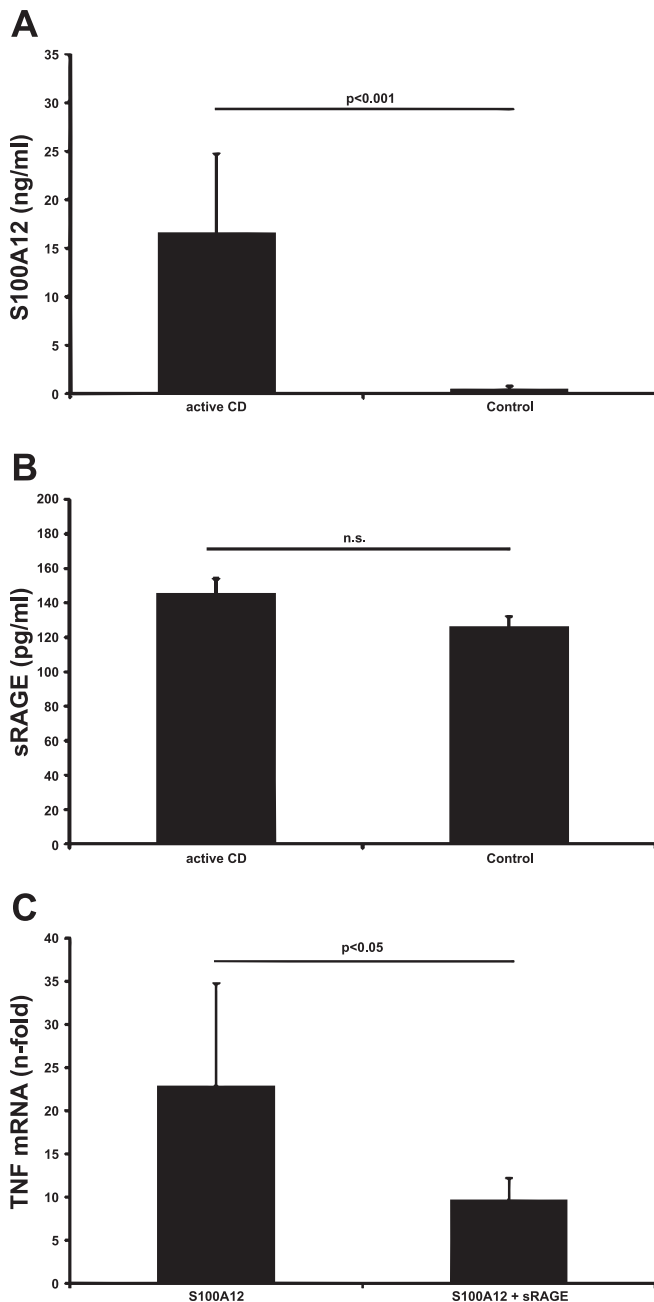 A
S100A12 (ng/ml)
35
30
25
20
15
10
5
0
p<0.001
active CD
Control
B
sRAGE (pg/ml)
200
180
160
140
120
100
80
60
40
20
0
n.s.
active CD
Control
C
TNF mRNA (n-fold)
40
35
30
25
20
15
10
5
0
p<0.05
S100A12
S100A12 + sRAGE